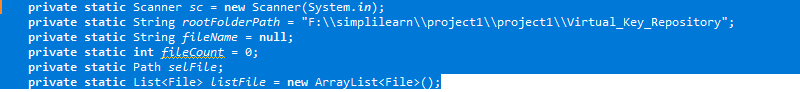 private static Scanner sc = new Scanner(System.in);
private static String rootFolderPath = "F:\\simplilearn\\project1\\project1\\Virtual_Key_Repository";
private static String fileName = null;
private static int fileCount = 0;
private static Path selFile;
private static List<File> listFile = new ArrayList<File>();